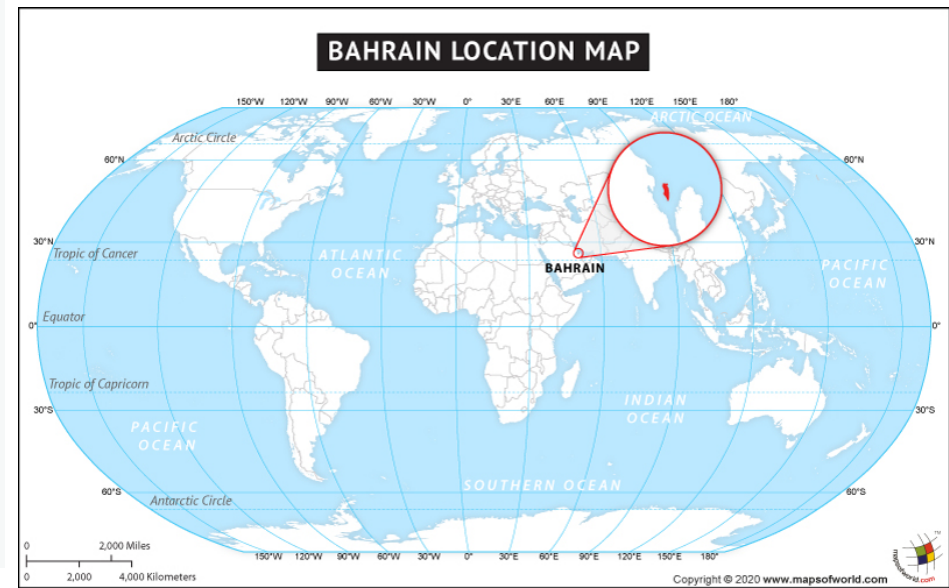 BAHRAIN LOCATION MAP
150°W 120°W 90°W 60°W 30°W 0° 30°E 60°E 90°E 120°E 150°E 180°
ARCTIC OCEAN
Arctic Circle
60°N 60°N
30°N 30°N
Tropic of Cancer
ATLANTIC
OCEAN
BAHRAIN
PACIFIC
OCEAN
Equator
0° 0°
Tropic of Capricorn
INDIAN
OCEAN
30°S 30°S
PACIFIC
OCEAN
SOUTHERN OCEAN
60°S 60°S
Antarctic Circle
150°W 120°W 90°W 60°W 30°W 0° 30°E 60°E 90°E 120°E 150°E 180°
0 2,000 Miles
0 2,000 4,000 Kilometers
Copyright © 2020 www.mapsofworld.com
mapsofworld.com